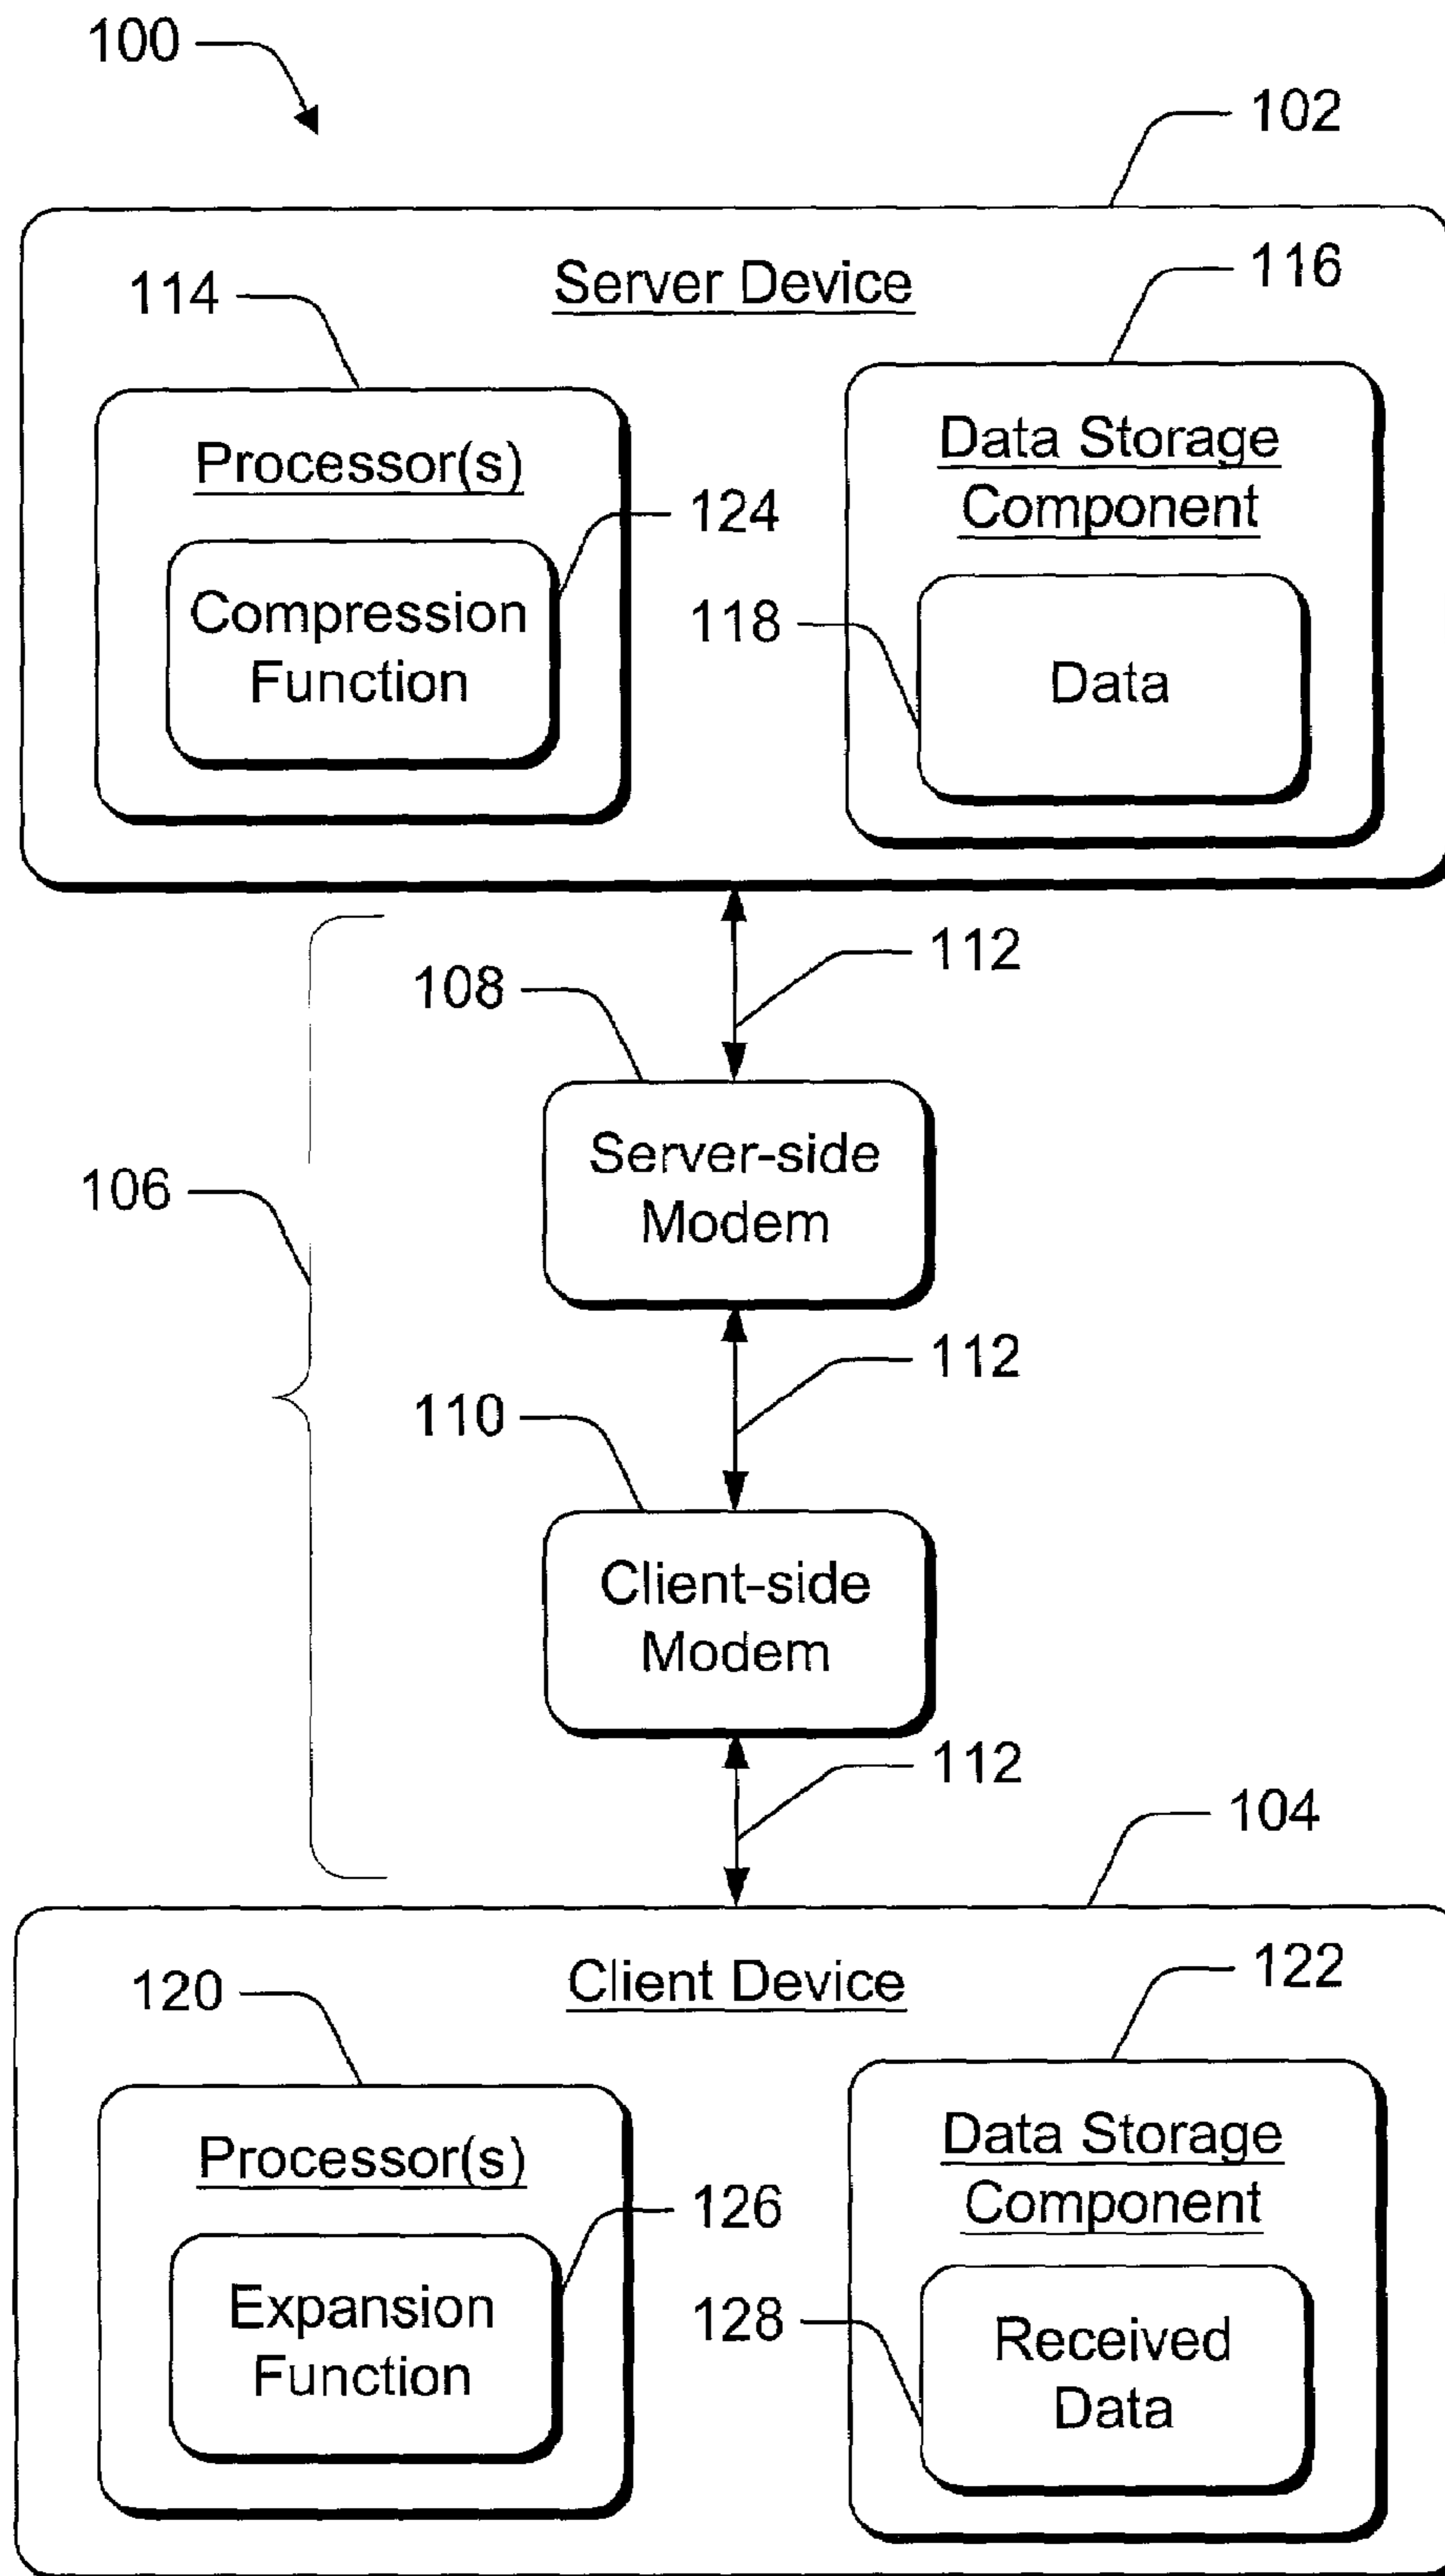 100
102
Server Device
114
116
Processor(s)
Data Storage
Component
124
Compression
Function
118
Data
112
108
Server-side
Modem
106
112
110
Client-side
Modem
112
104
Client Device
120
122
Processor(s)
Data Storage
Component
126
Expansion
Function
128
Received
Data